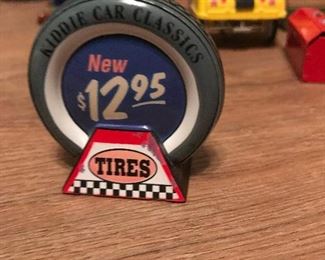 KIDDIE CAR CLASSICS
New
$12.95
TIRES